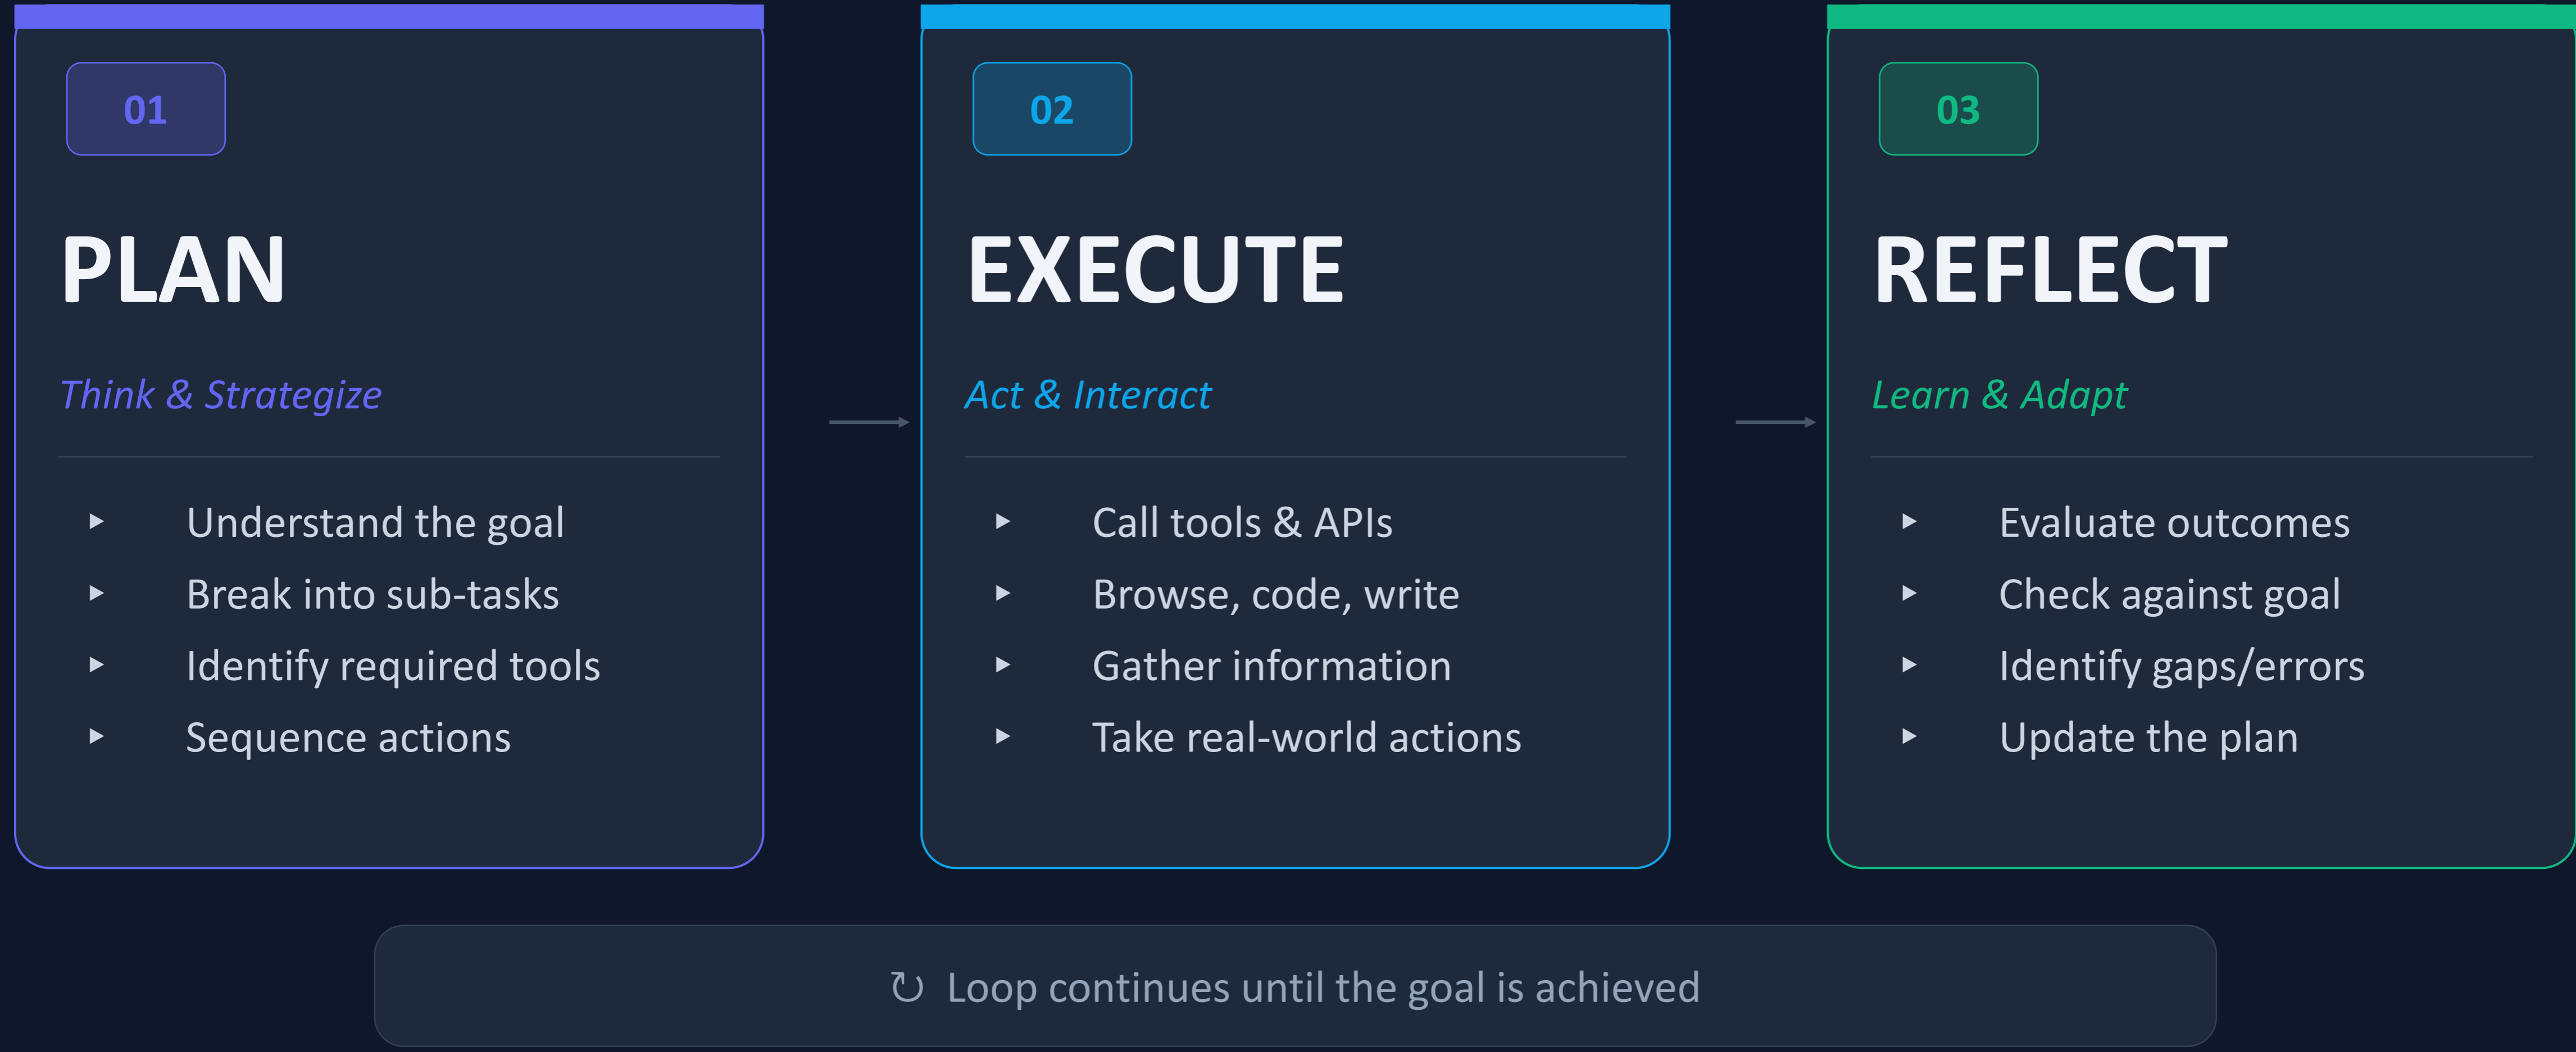 01
PLAN
Think & Strategize
▸ Understand the goal
▸ Break into sub-tasks
▸ Identify required tools
▸ Sequence actions
02
EXECUTE
Act & Interact
▸ Call tools & APIs
▸ Browse, code, write
▸ Gather information
▸ Take real-world actions
03
REFLECT
Learn & Adapt
▸ Evaluate outcomes
▸ Check against goal
▸ Identify gaps/errors
▸ Update the plan
↻ Loop continues until the goal is achieved